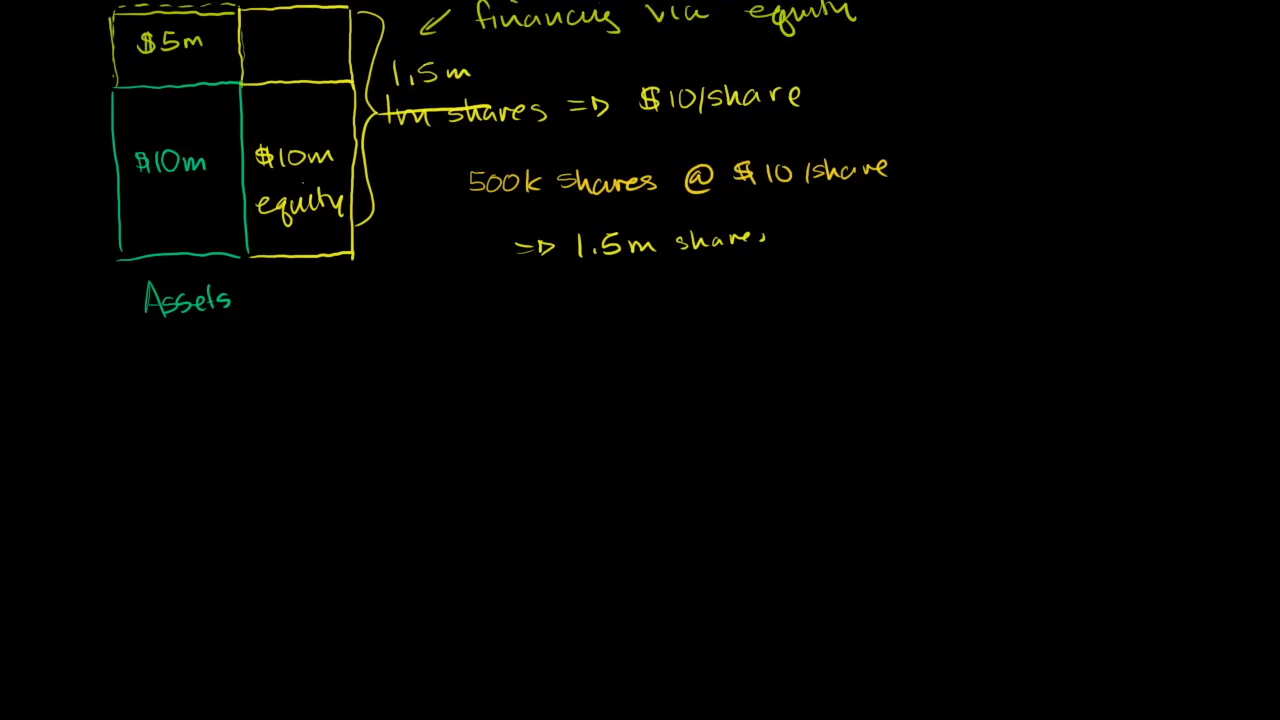 financing via equity
$5m
1.5m
1m shares => $10/share
$10m
$10m
equity
500k shares @ $10/share
=> 1.5m shares
Assets